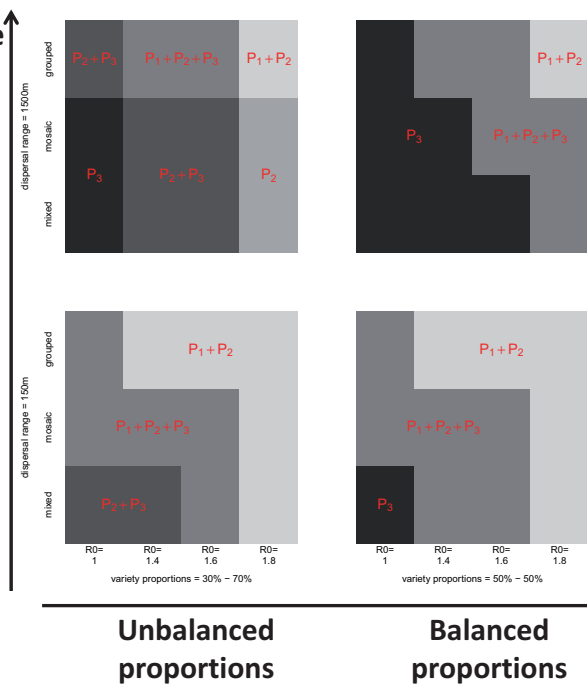 e
dispersal range = 1500m
grouped
mosaic
mixed
P₂+P₃
P₁+P₂+P₃
P₁+P₂
P₃
P₂+P₃
P₂
P₁+P₂
P₃
P₁+P₂+P₃
dispersal range = 150m
grouped
mosaic
mixed
P₁+P₂
P₁+P₂+P₃
P₂+P₃
P₁+P₂
P₁+P₂+P₃
P₃
R0= R0= R0= R0=
1 1.4 1.6 1.8
variety proportions = 30% − 70%
R0= R0= R0= R0=
1 1.4 1.6 1.8
variety proportions = 50% − 50%
Unbalanced
proportions
Balanced
proportions